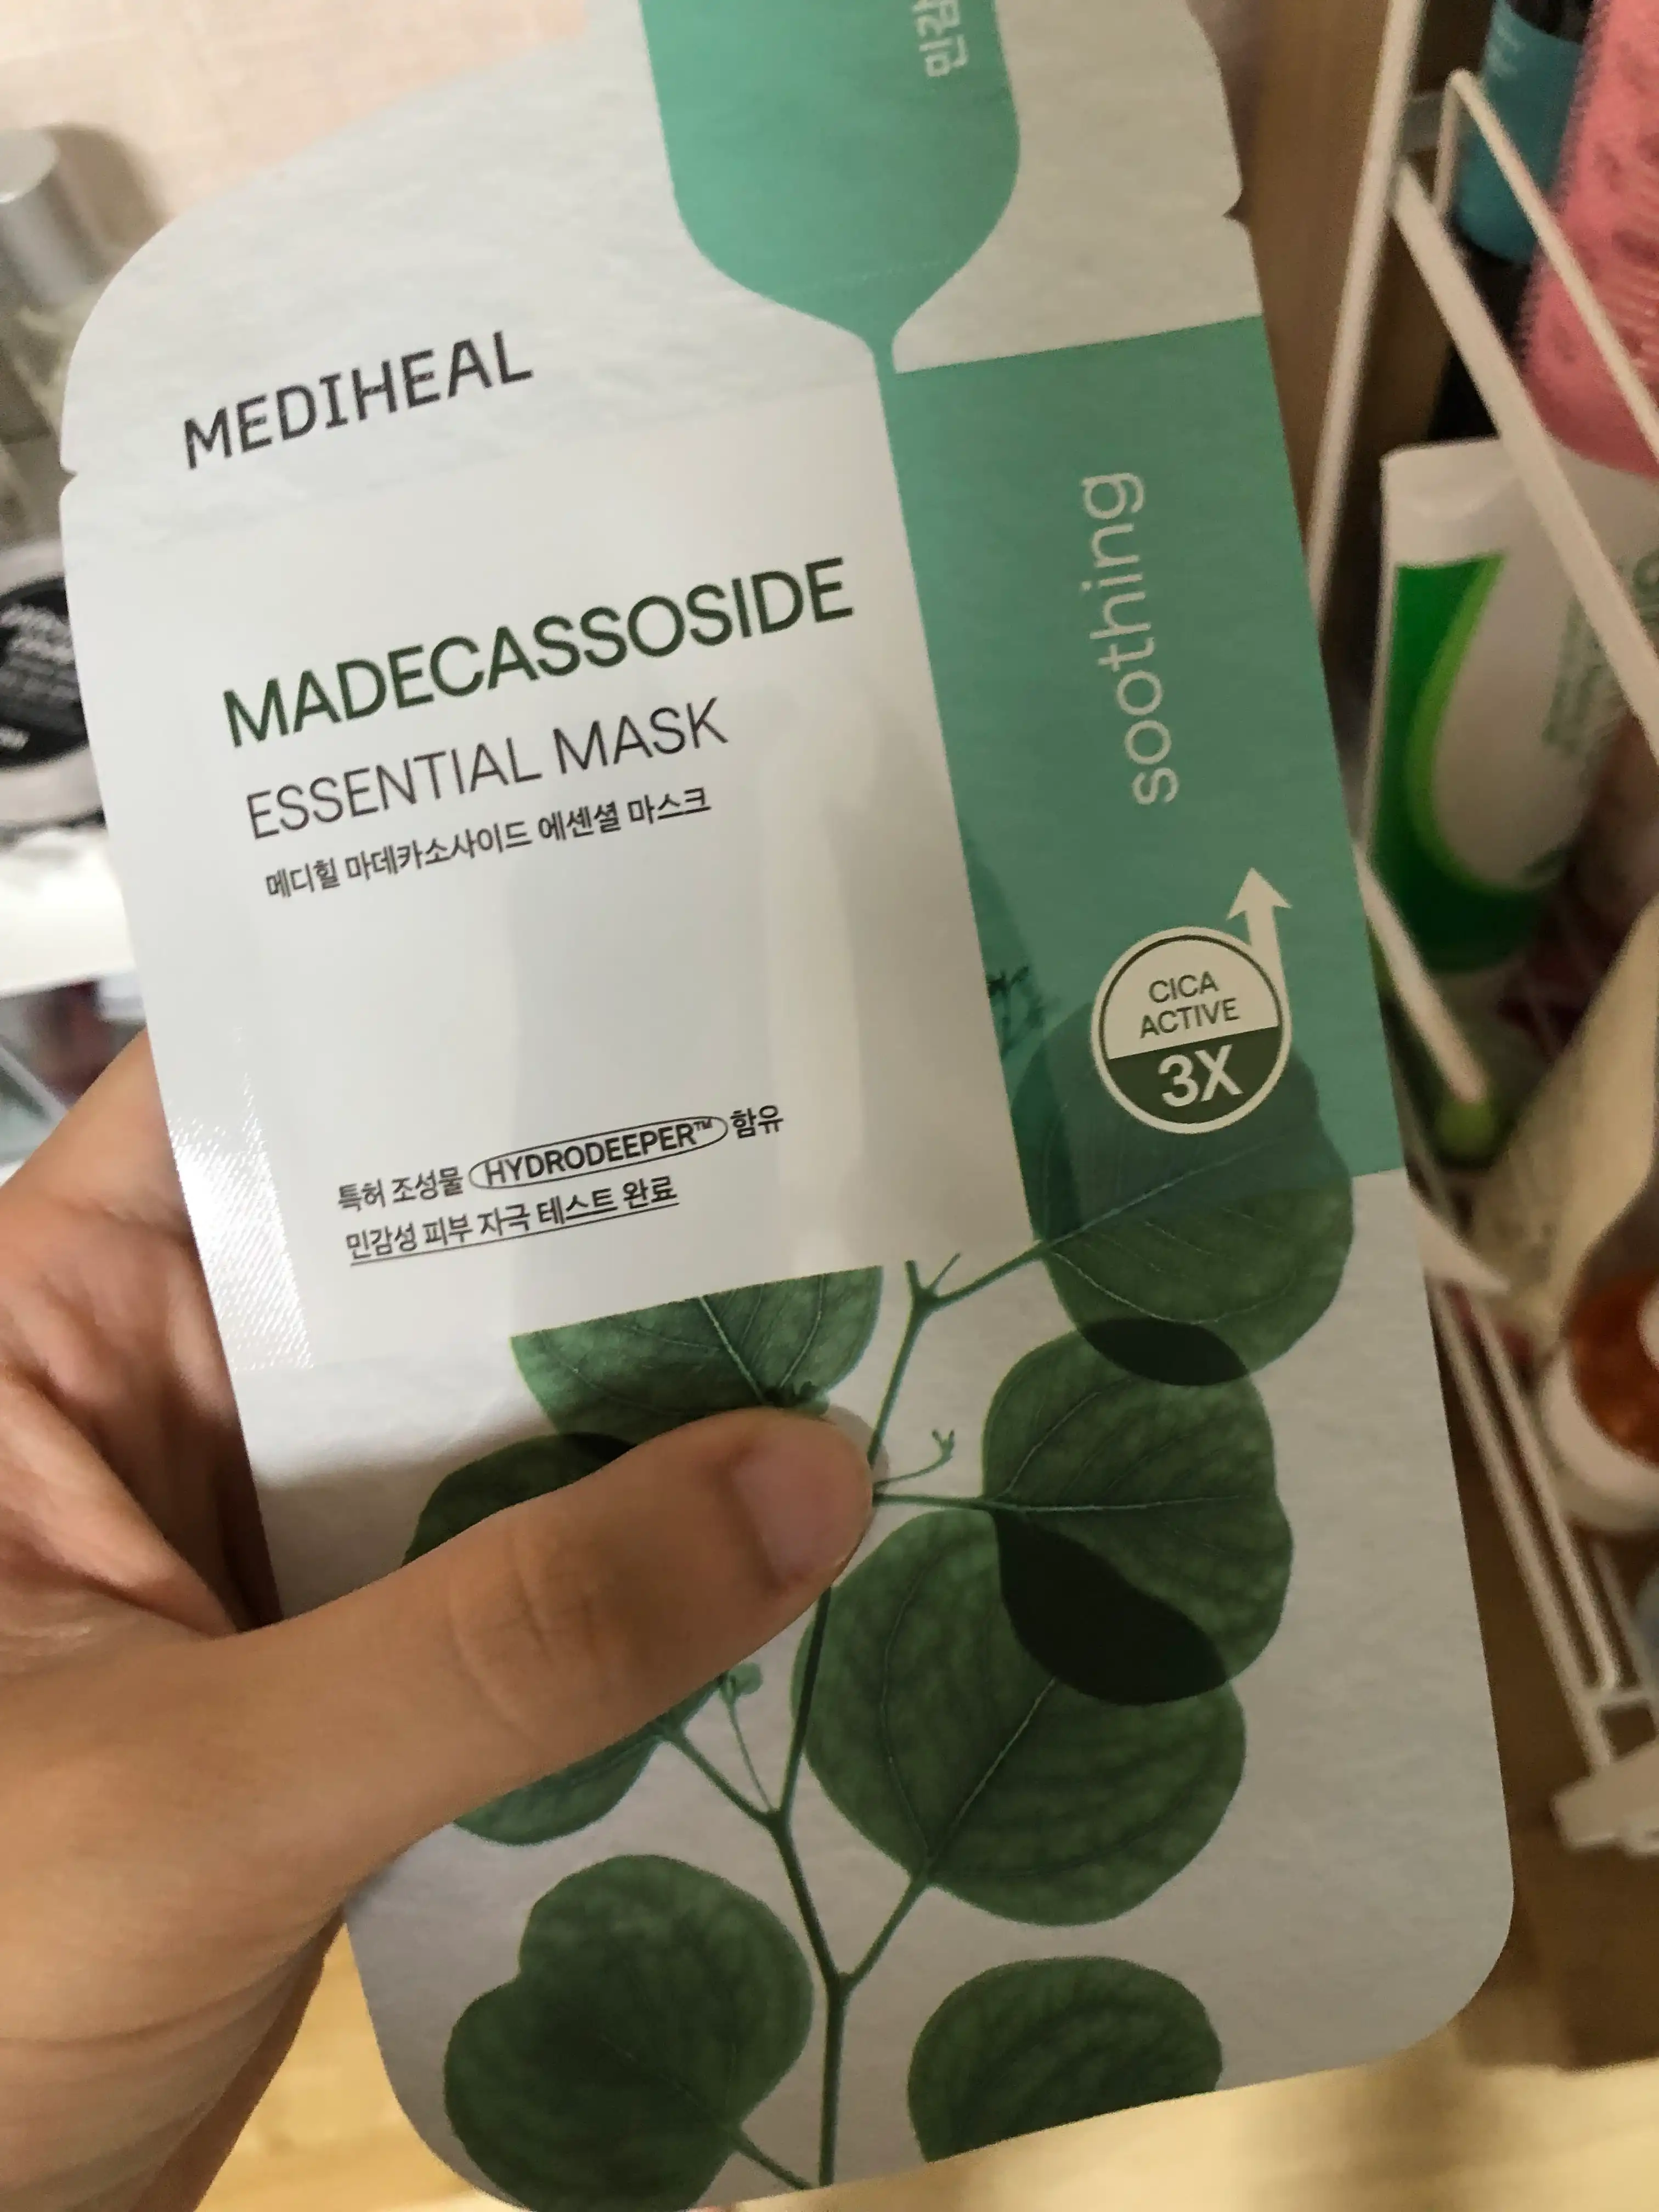 민감
MEDIHEAL
MADECASSOSIDE
ESSENTIAL MASK
메디힐 마데카소사이드 에센셜 마스크
soothing
CICA
ACTIVE
3X
특허 조성물 HYDRODEEPER™ 함유
민감성 피부 자극 테스트 완료